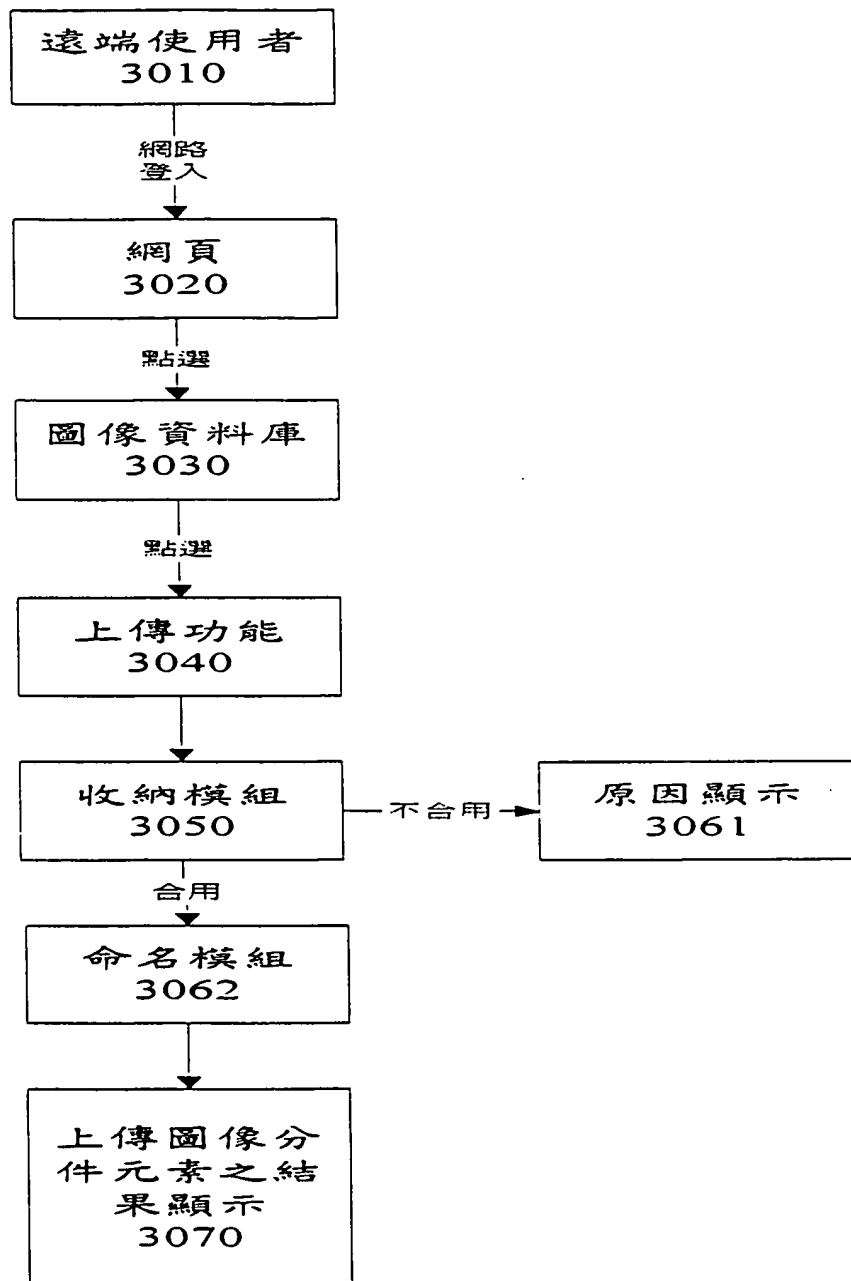 遠端使用者
3010
網路
登入
網頁
3020
點選
圖像資料庫
3030
點選
上傳功能
3040
收納模組
3050
不合用
原因顯示
3061
合用
命名模組
3062
上傳圖像分
件元素之結
果顯示
3070